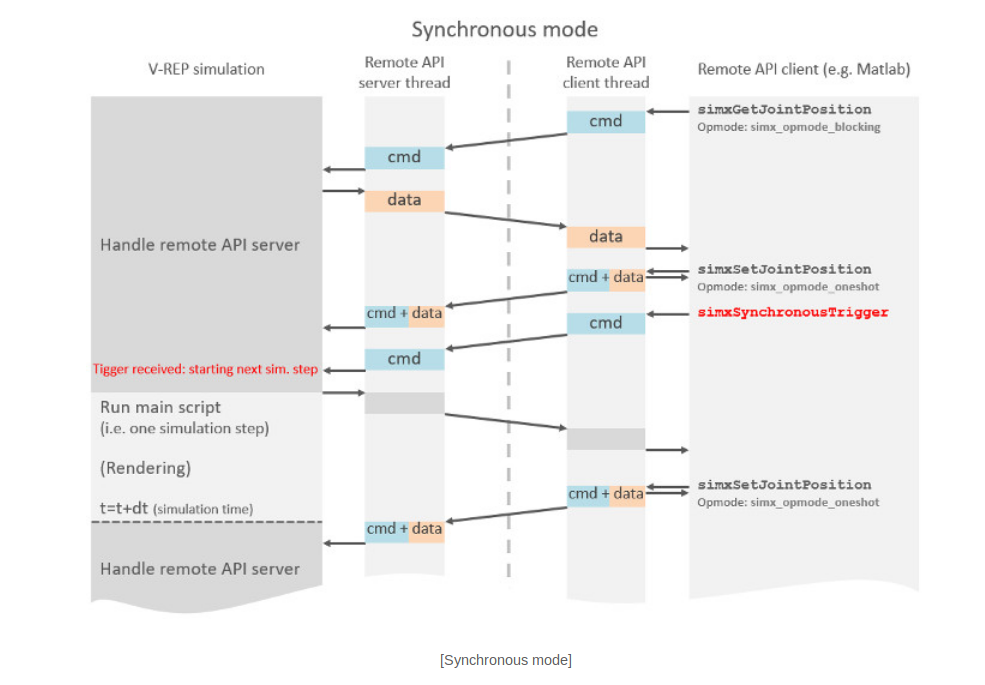 Synchronous mode
V-REP simulation
Remote API
server thread
Remote API
client thread
Remote API client (e.g. Matlab)
simxGetJointPosition
Opmode: simx_opmode_blocking
cmd
cmd
data
data
Handle remote API server
simxSetJointPosition
Opmode: simx_opmode_oneshot
cmd + data
cmd + data
simxSynchronousTrigger
cmd
cmd
Tigger received: starting next sim. step
Run main script
(i.e. one simulation step)
(Rendering)
t=t+dt (simulation time)
simxSetJointPosition
Opmode: simx_opmode_oneshot
cmd + data
cmd + data
Handle remote API server
[Synchronous mode]